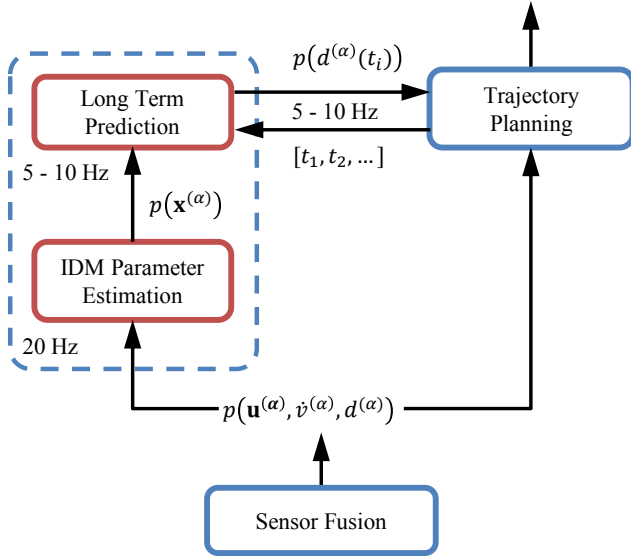 p(d^{(α)}(t_i))
Long Term
Prediction
Trajectory
Planning
5 - 10 Hz
[t_1, t_2, …]
5 - 10 Hz
p(𝐱^{(α)})
IDM Parameter
Estimation
20 Hz
p(𝐮^{(𝜶)}, v̇^{(α)}, d^{(α)})
Sensor Fusion